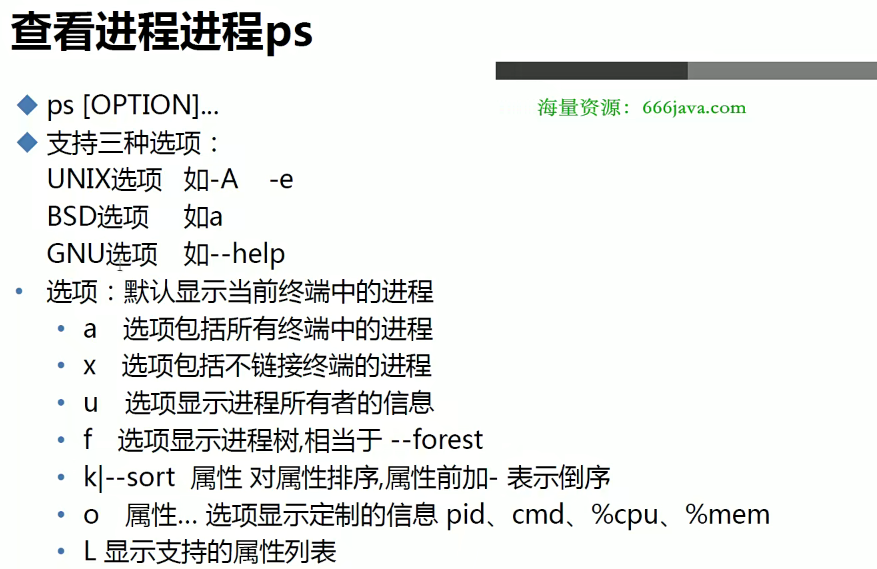 查看进程进程ps
海量资源：666java.com
ps [OPTION]...
支持三种选项：
UNIX选项 如-A -e
BSD选项 如a
GNU选项 如--help
选项：默认显示当前终端中的进程
a 选项包括所有终端中的进程
x 选项包括不链接终端的进程
u 选项显示进程所有者的信息
f 选项显示进程树,相当于 --forest
k|--sort 属性 对属性排序,属性前加- 表示倒序
o 属性… 选项显示定制的信息 pid、cmd、%cpu、%mem
L 显示支持的属性列表